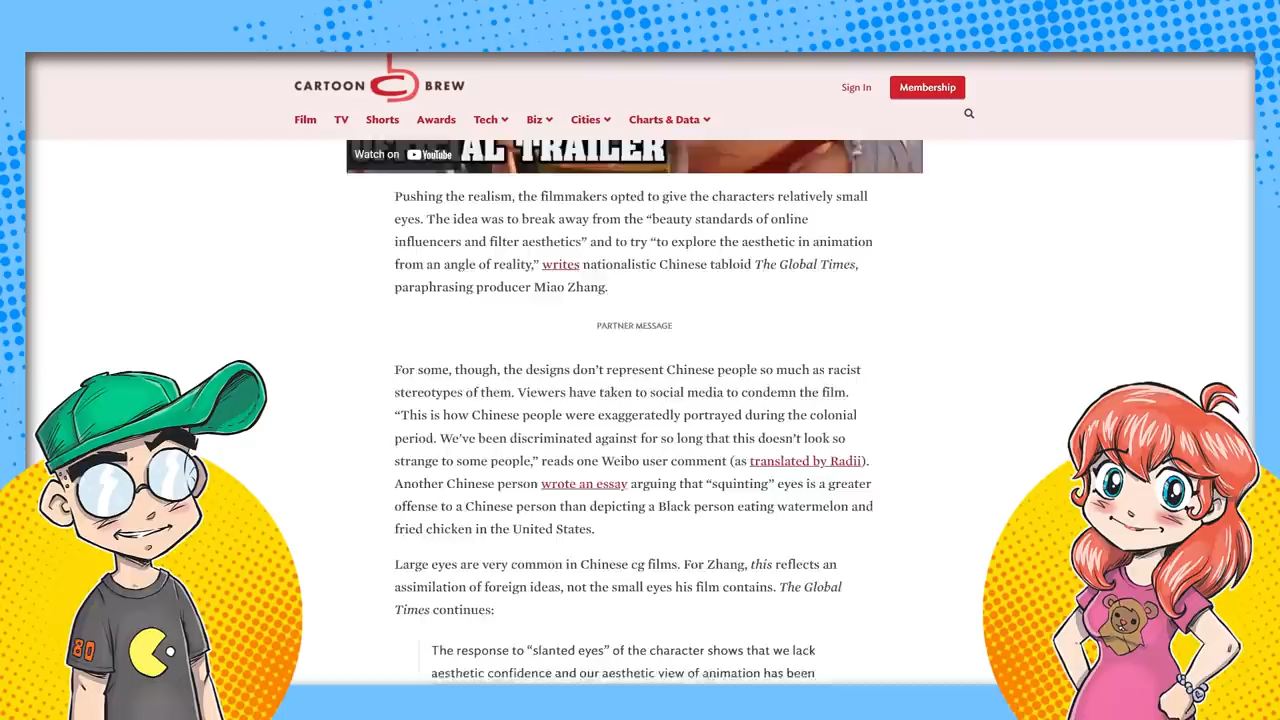 CARTOON BREW
Sign In
Membership
Film TV Shorts Awards Tech Biz Cities Charts & Data
Watch on YouTube
AL TRAILER
Pushing the realism, the filmmakers opted to give the characters relatively small
eyes. The idea was to break away from the “beauty standards of online
influencers and filter aesthetics” and to try “to explore the aesthetic in animation
from an angle of reality,” writes nationalistic Chinese tabloid The Global Times,
paraphrasing producer Miao Zhang.
PARTNER MESSAGE
For some, though, the designs don’t represent Chinese people so much as racist
stereotypes of them. Viewers have taken to social media to condemn the film.
“This is how Chinese people were exaggeratedly portrayed during the colonial
period. We’ve been discriminated against for so long that this doesn’t look so
strange to some people,” reads one Weibo user comment (as translated by Radii).
Another Chinese person wrote an essay arguing that “squinting” eyes is a greater
offense to a Chinese person than depicting a Black person eating watermelon and
fried chicken in the United States.
Large eyes are very common in Chinese cg films. For Zhang, this reflects an
assimilation of foreign ideas, not the small eyes his film contains. The Global
Times continues:
The response to “slanted eyes” of the character shows that we lack
aesthetic confidence and our aesthetic view of animation has been
80